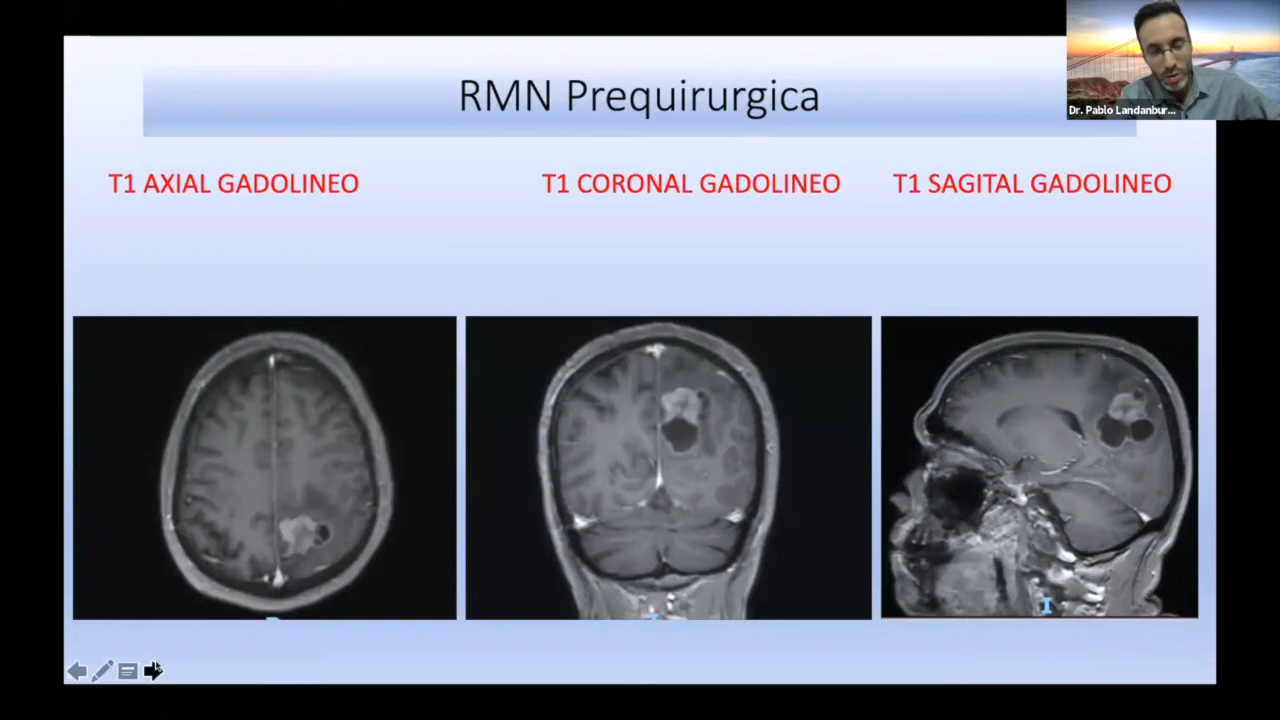 RMN Prequirurgica
Dr. Pablo Landanbur...
T1 AXIAL GADOLINEO
T1 CORONAL GADOLINEO
T1 SAGITAL GADOLINEO
I